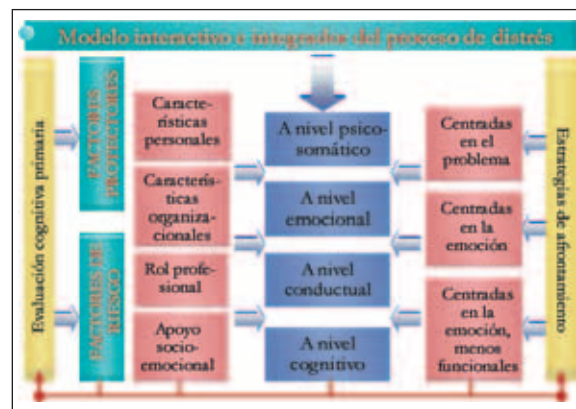 Modelo interactivo e integrador del proceso de distrés
Evaluación cognitiva primaria
FACTORES
PROTECTORES
FACTORES DE
RIESGO
Caracte-
rísticas
personales
Caracterís-
ticas
organiza-
cionales
Rol profe-
sional
Apoyo
socio-
emocional
A nivel psico-
somático
A nivel
emocional
A nivel
conductual
A nivel
cognitivo
Centradas
en el
problema
Centradas
en la
emoción
Centradas
en la
emoción,
menos
funcionales
Estrategias de afrontamiento